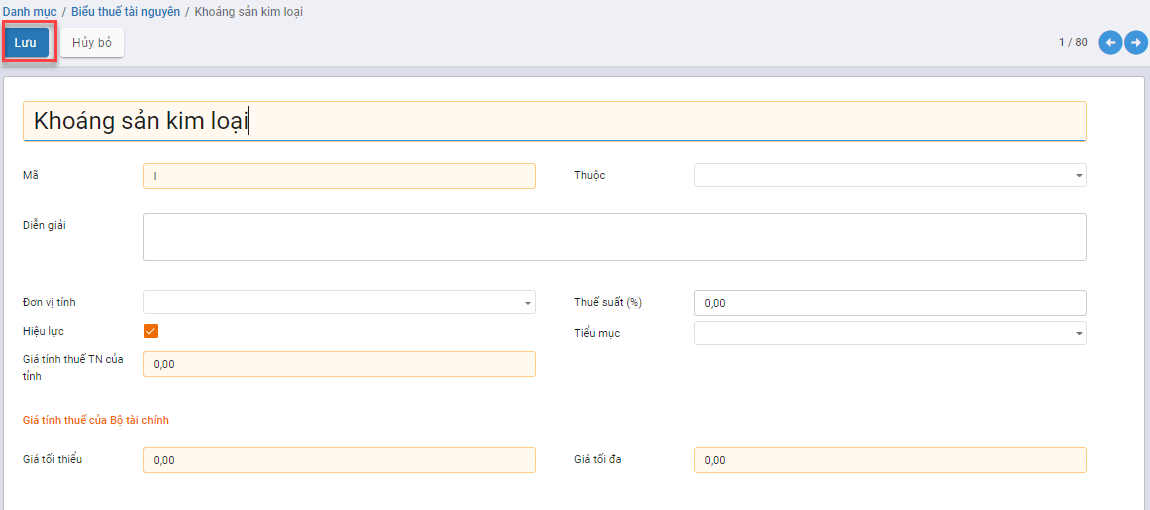 Danh mục / Biểu thuế tài nguyên / Khoáng sản kim loại
Lưu Hủy bỏ 1 / 80
Khoáng sản kim loại
Mã I Thuộc
Diễn giải
Đơn vị tính Thuế suất (%) 0,00
Hiệu lực Tiểu mục
Giá tính thuế TN của
tỉnh 0,00
Giá tính thuế của Bộ tài chính
Giá tối thiểu 0,00 Giá tối đa 0,00